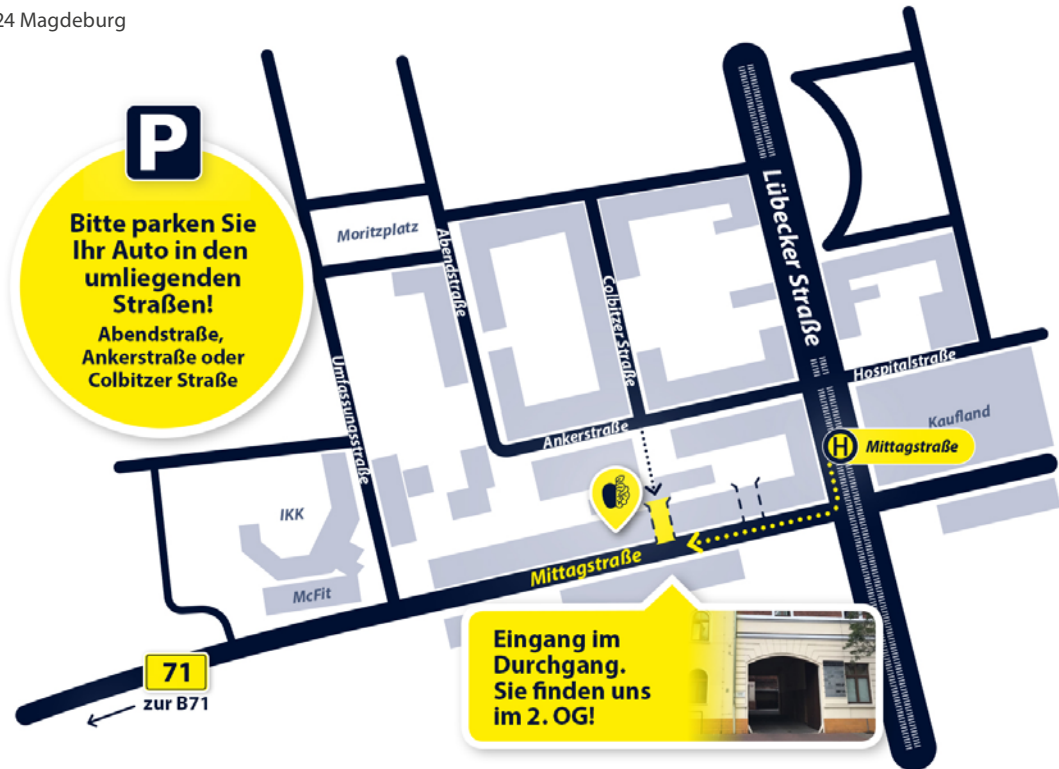 24 Magdeburg
P
Bitte parken Sie
Ihr Auto in den
umliegenden
Straßen!
Abendstraße,
Ankerstraße oder
Colbitzer Straße
Moritzplatz
Abendstraße
Colbitzer Straße
Lübecker Straße
Umfassungsstraße
Hospitalstraße
Kaufland
Ankerstraße
H Mittagstraße
IKK
McFit
Mittagstraße
71
zur B71
Eingang im
Durchgang.
Sie finden uns
im 2. OG!